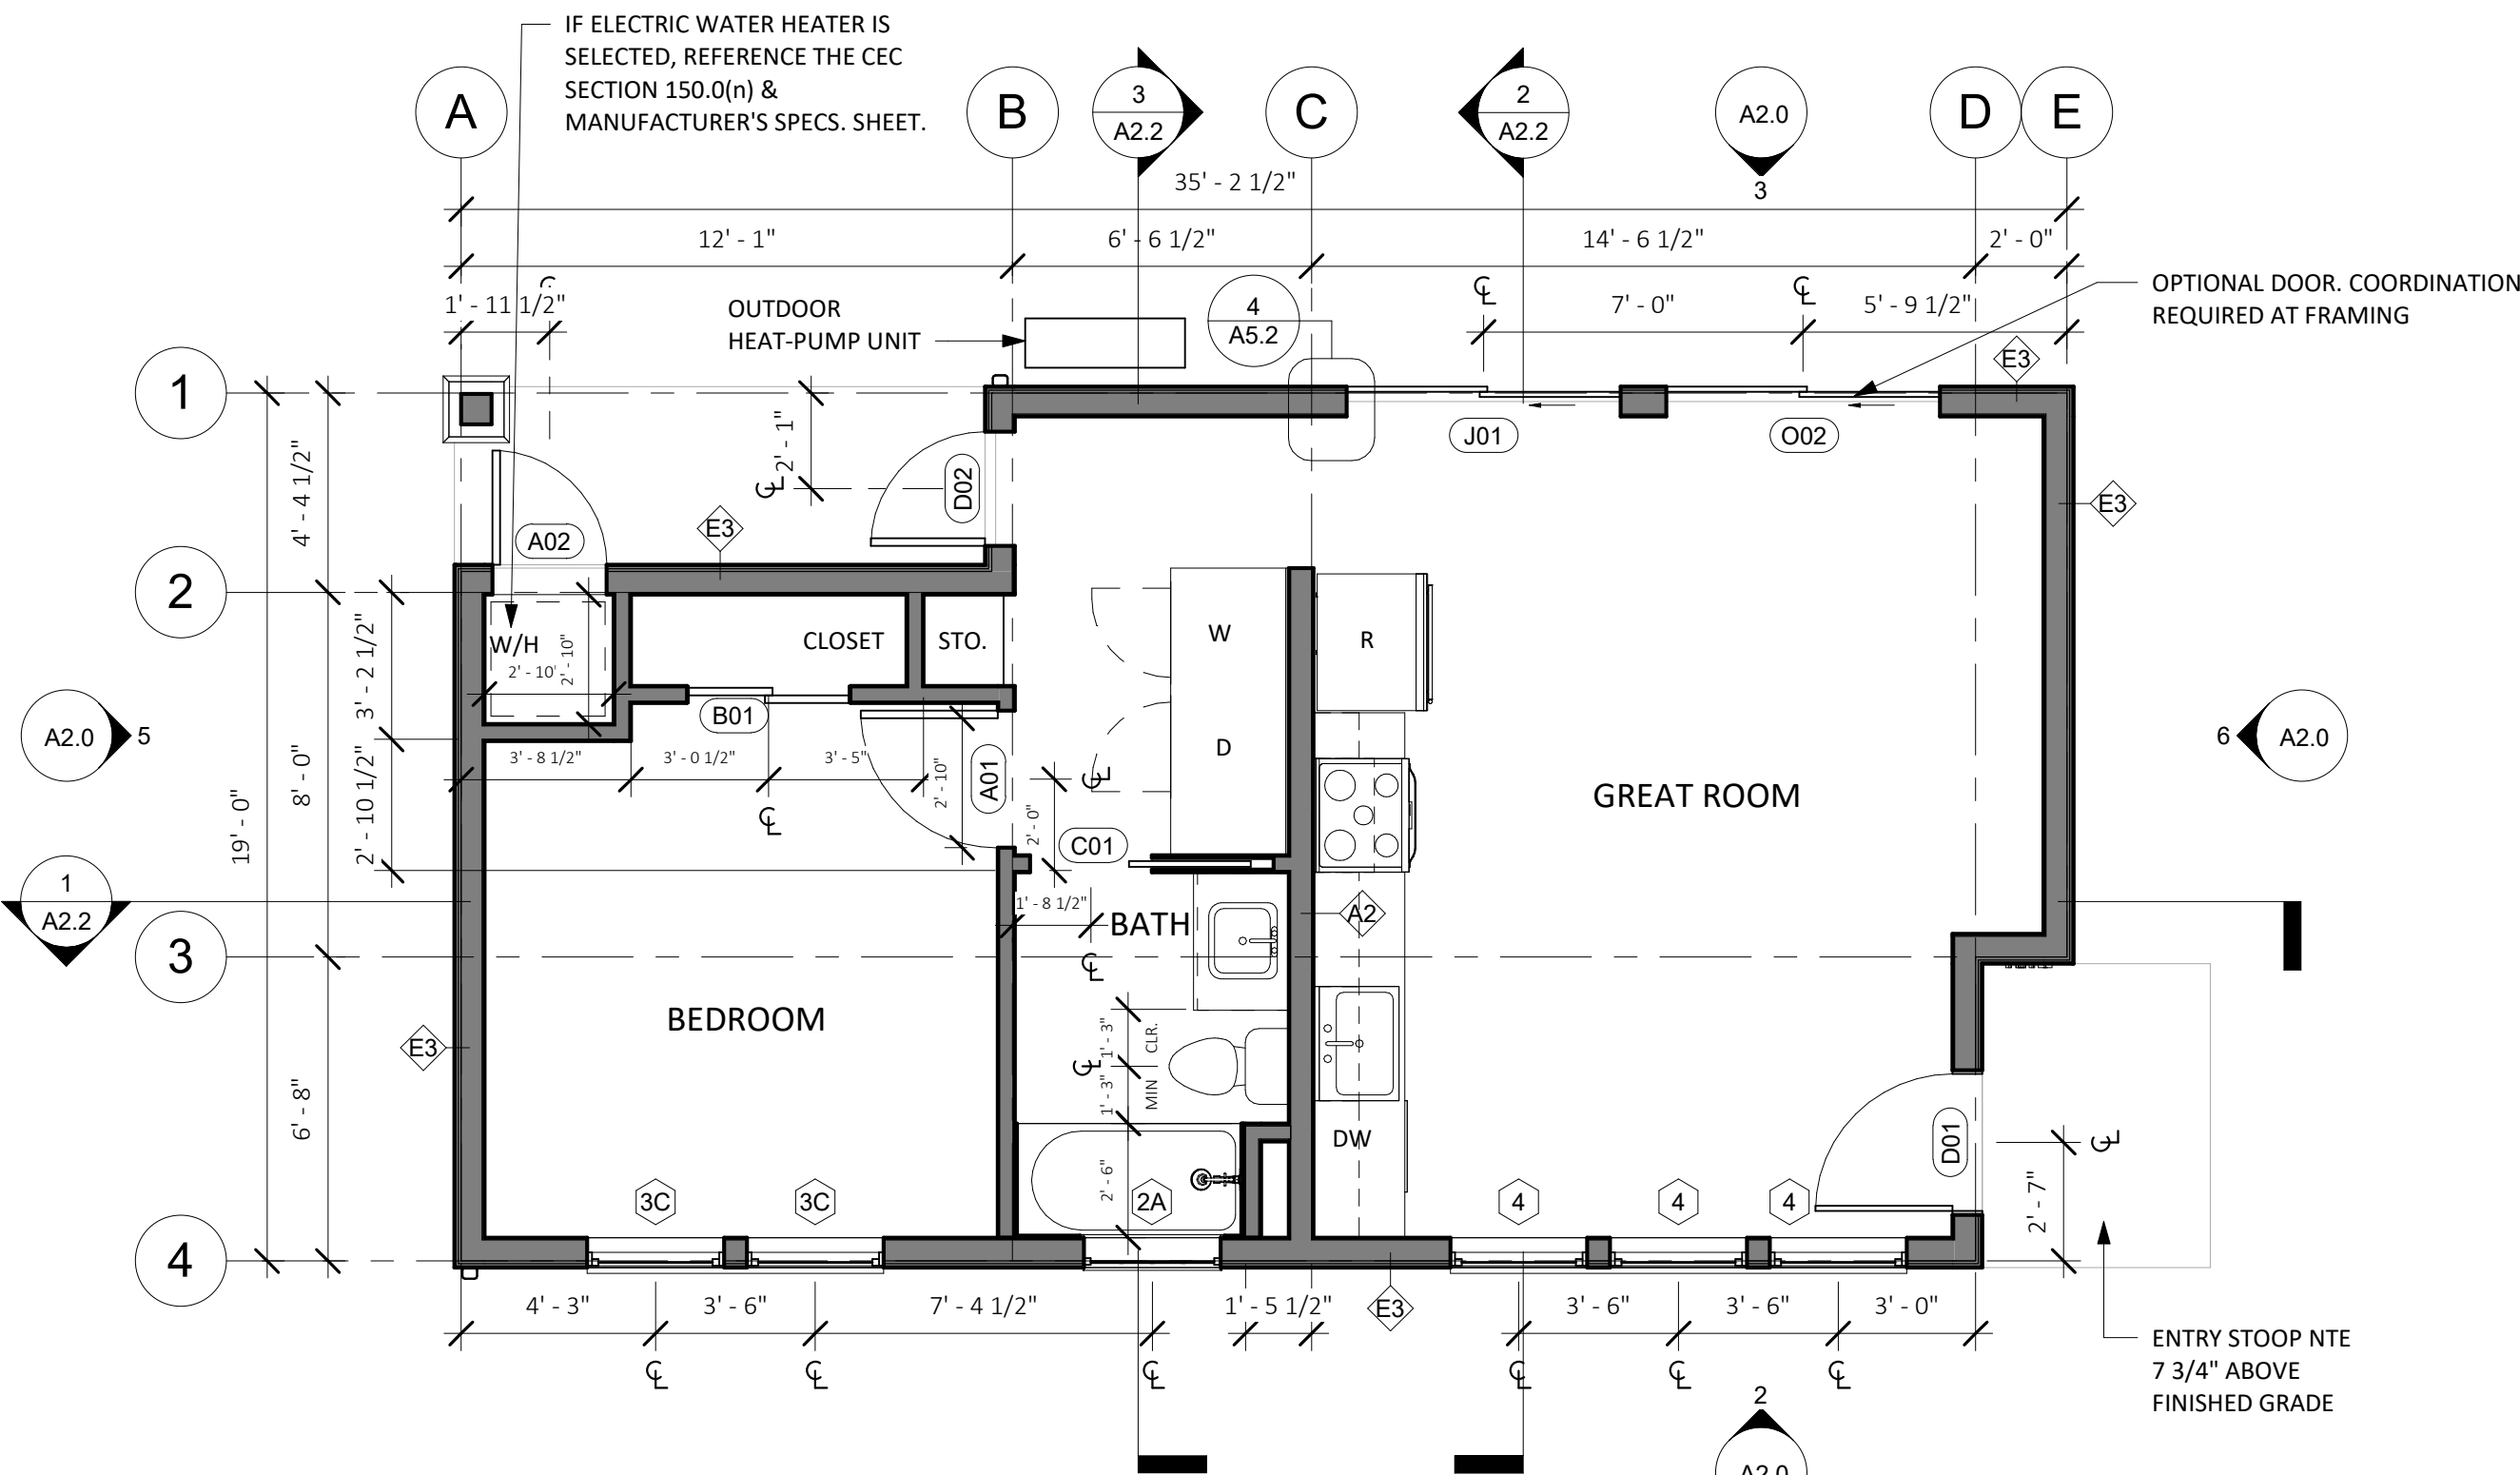 IF ELECTRIC WATER HEATER IS
SELECTED, REFERENCE THE CEC
SECTION 150.0(n) &
MANUFACTURER'S SPECS. SHEET.
A
B
3
A2.2
C
2
A2.2
A2.0
3
D
E
35' - 2 1/2"
12' - 1"
6' - 6 1/2"
14' - 6 1/2"
2' - 0"
1' - 11 1/2"
OUTDOOR
HEAT-PUMP UNIT
4
A5.2
7' - 0"
5' - 9 1/2"
OPTIONAL DOOR. COORDINATION
REQUIRED AT FRAMING
E3
1
2' - 1"
J01
O02
4' - 4 1/2"
D02
E3
A02
E3
2
W/H
2' - 10
2' - 10"
CLOSET
STO.
W
R
3' - 2 1/2"
B01
A2.0
5
3' - 8 1/2"
3' - 0 1/2"
3' - 5"
2' - 10"
A01
D
6
A2.0
8' - 0"
19' - 0"
2' - 10 1/2"
2' - 0"
C01
GREAT ROOM
1
A2.2
1' - 8 1/2"
BATH
A2
3
BEDROOM
E3
1' - 3"
CLR.
1' - 3"
MIN
6' - 8"
DW
D01
2' - 6"
3C
3C
2A
4
4
4
2' - 7"
4
4' - 3"
3' - 6"
7' - 4 1/2"
1' - 5 1/2"
E3
3' - 6"
3' - 6"
3' - 0"
ENTRY STOOP NTE
7 3/4" ABOVE
FINISHED GRADE
2
A2.0